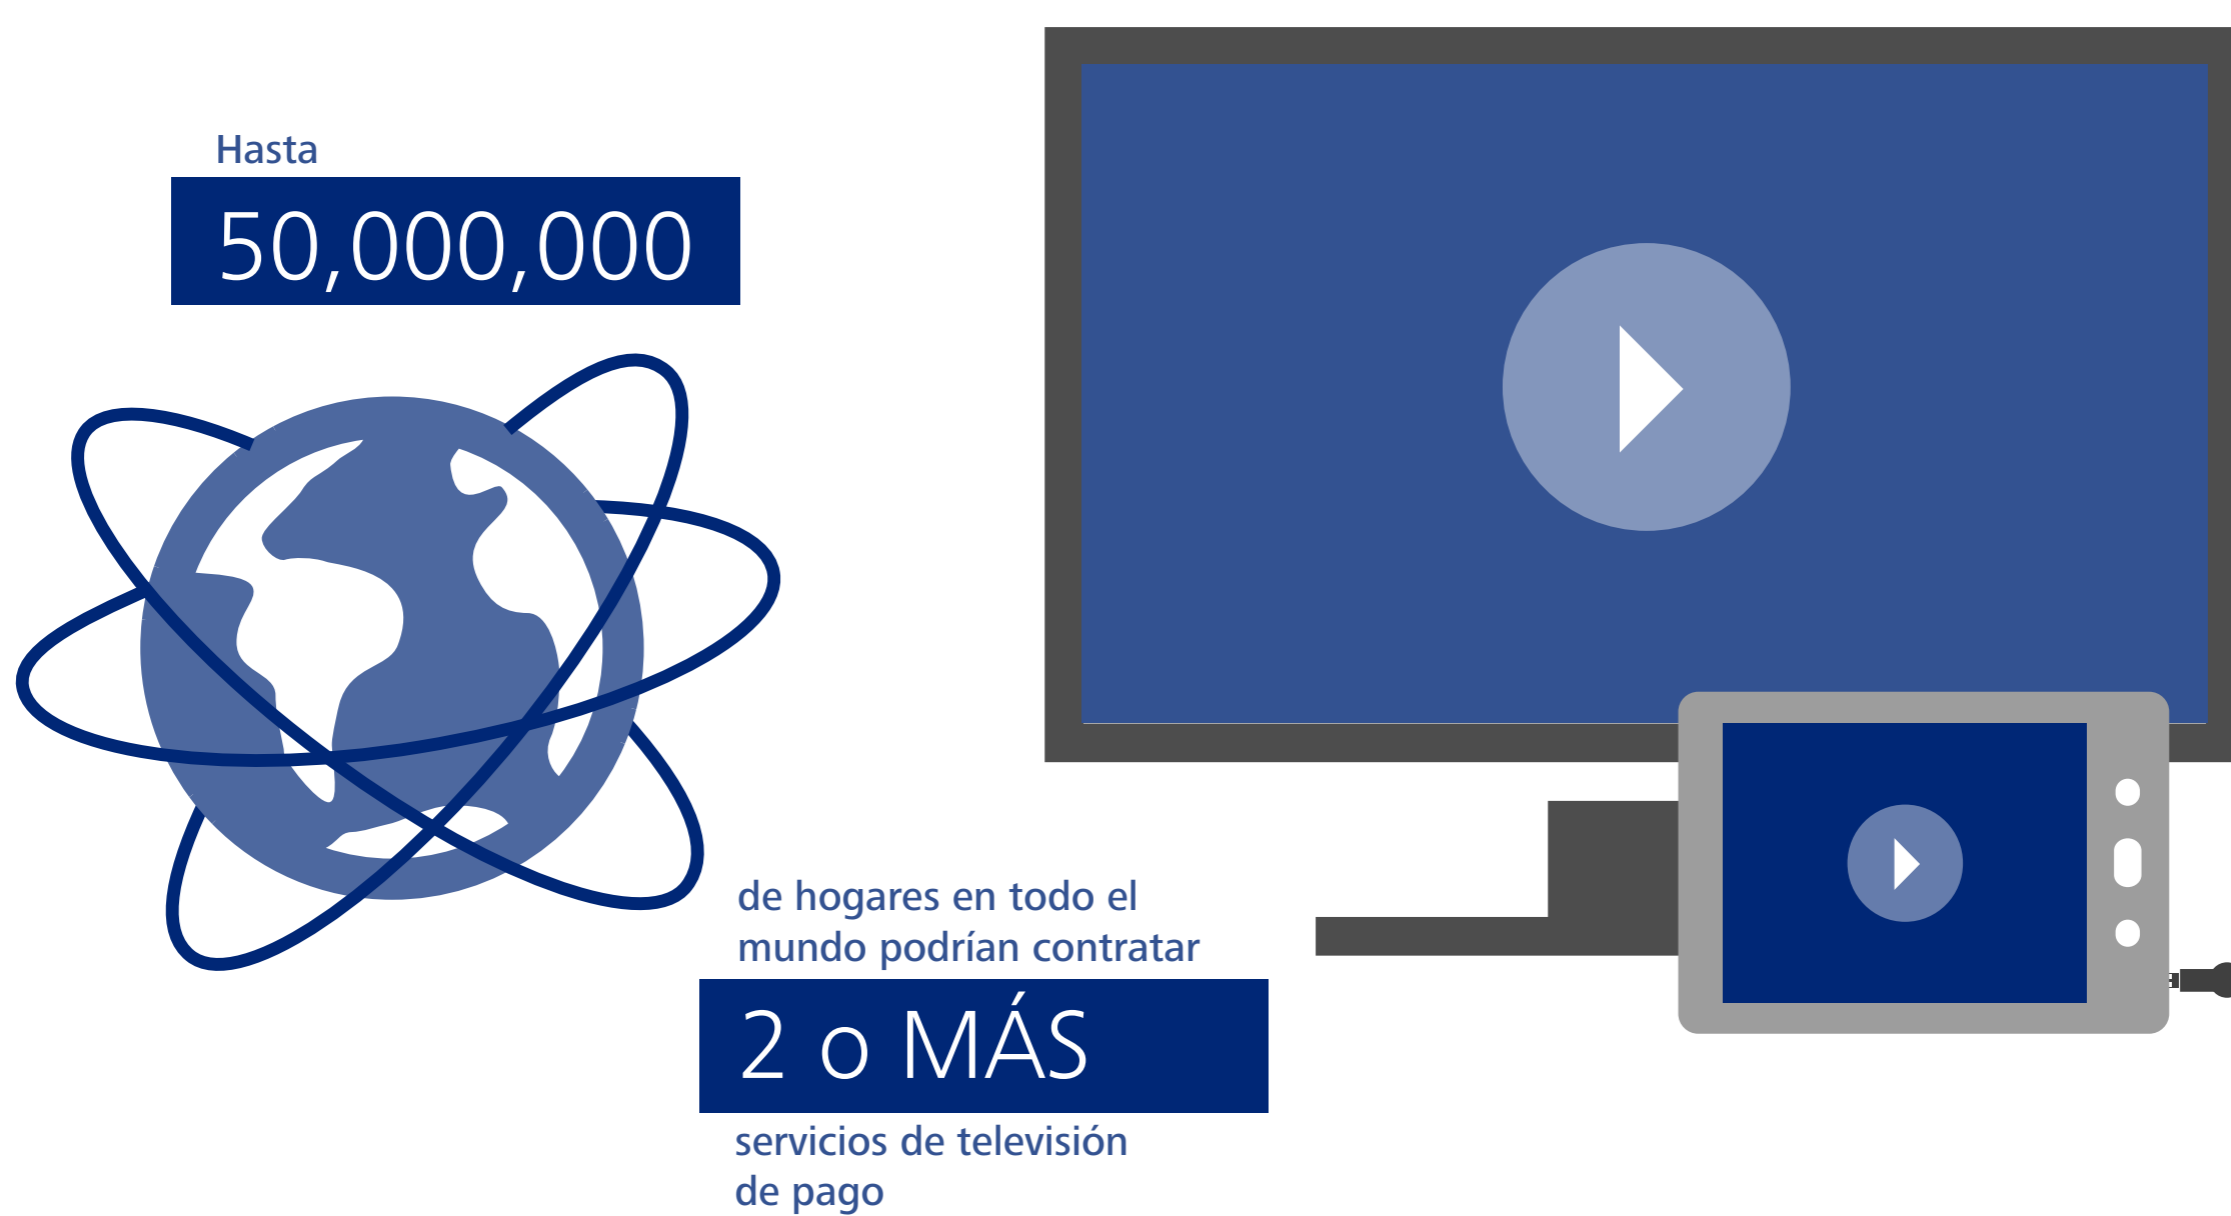 Hasta
50,000,000
de hogares en todo el
mundo podrían contratar
2 o MÁS
servicios de televisión
de pago